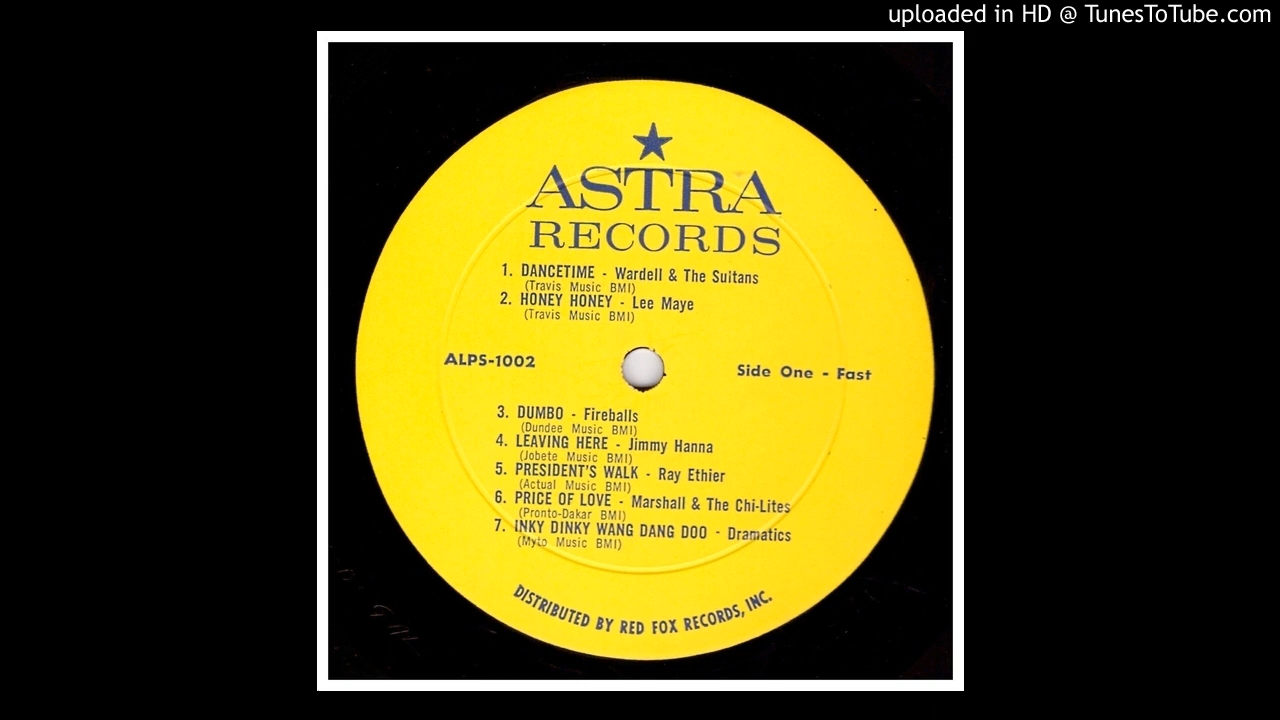 uploaded in HD @ TunesToTube.com
ASTRA
RECORDS
1. DANCETIME - Wardell & The Sultans
(Travis Music BMI)
2. HONEY HONEY - Lee Maye
(Travis Music BMI)
ALPS-1002
Side One - Fast
3. DUMBO - Fireballs
(Dundee Music BMI)
4. LEAVING HERE - Jimmy Hanna
(Jobete Music BMI)
5. PRESIDENT'S WALK - Ray Ethier
(Actual Music BMI)
6. PRICE OF LOVE - Marshall & The Chi-Lites
(Pronto-Dakar BMI)
7. INKY DINKY WANG DANG DOO - Dramatics
(Myto Music BMI)
DISTRIBUTED BY RED FOX RECORDS, INC.